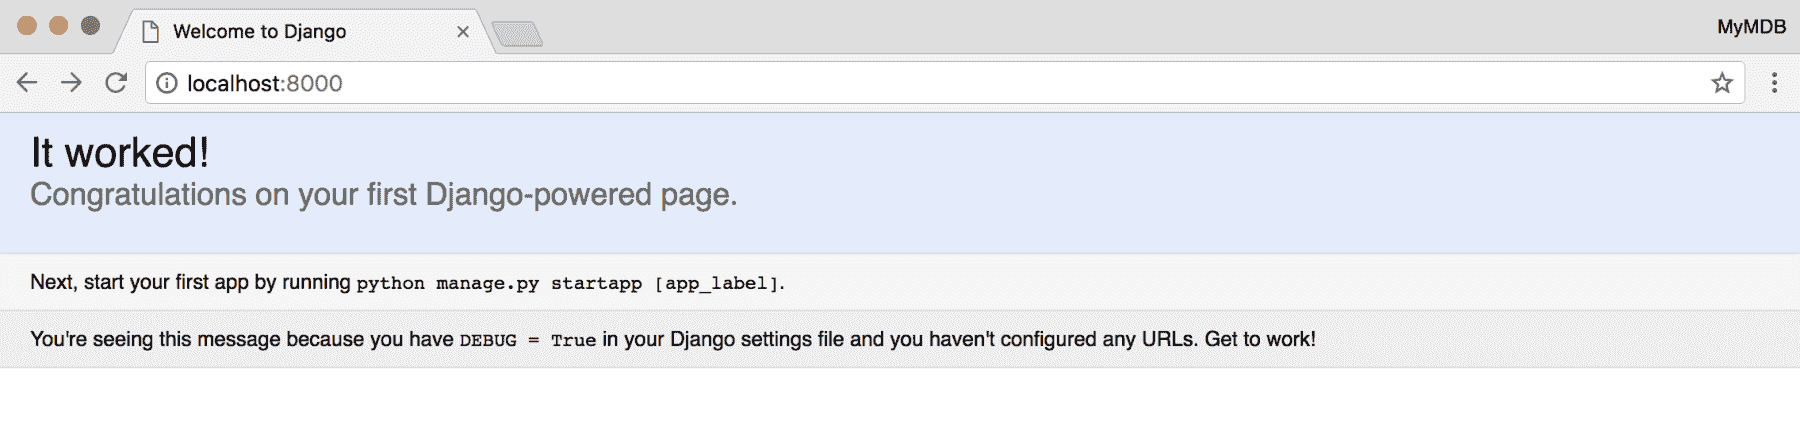 Welcome to Django
MyMDB
localhost:8000
It worked!
Congratulations on your first Django-powered page.
Next, start your first app by running python manage.py startapp [app_label].
You're seeing this message because you have DEBUG = True in your Django settings file and you haven't configured any URLs. Get to work!